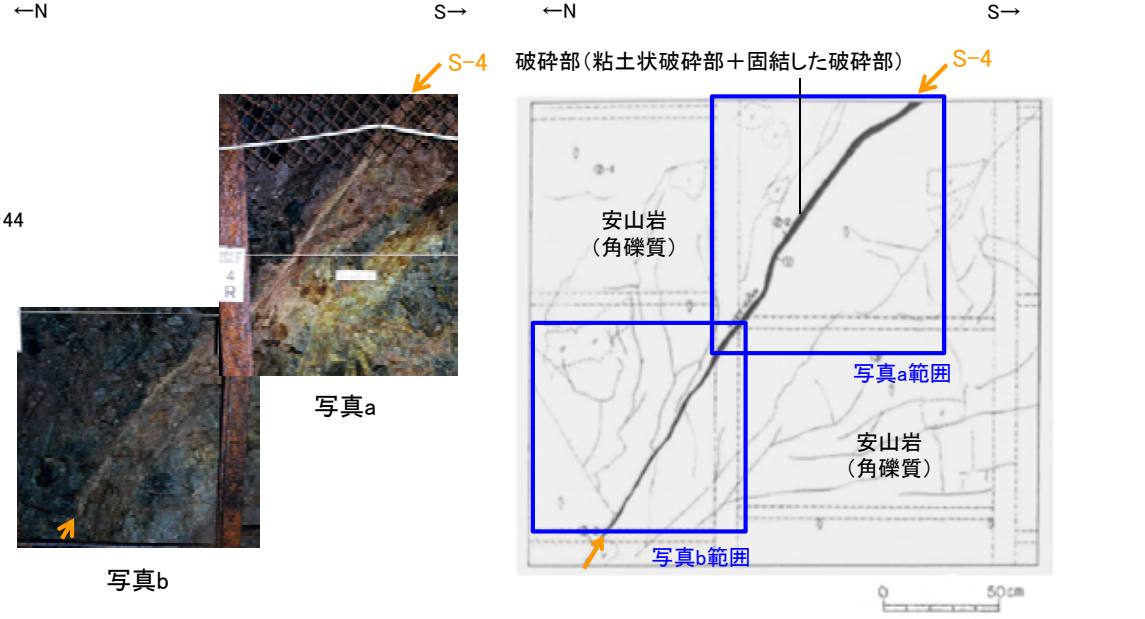 ←N
S→
←N
S→
S-4
破砕部(粘土状破砕部+固結した破砕部)
S-4
44
安山岩
(角礫質)
4
R
写真a範囲
写真a
安山岩
(角礫質)
写真b範囲
写真b
0
50cm